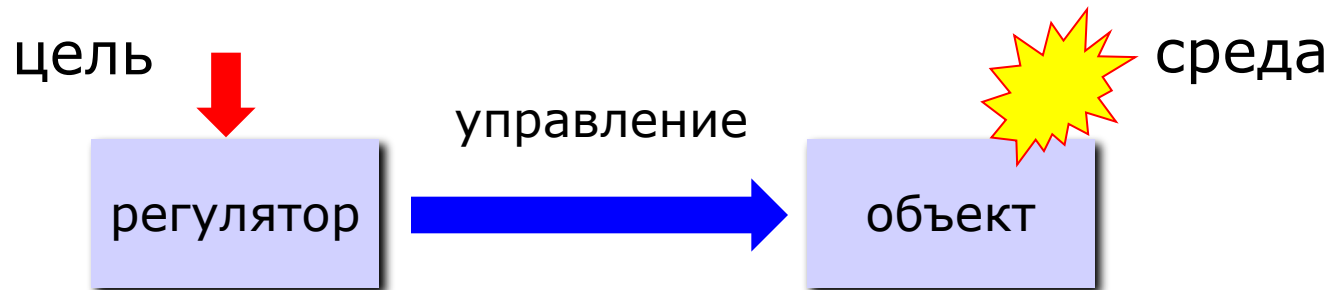 цель
среда
управление
регулятор
объект